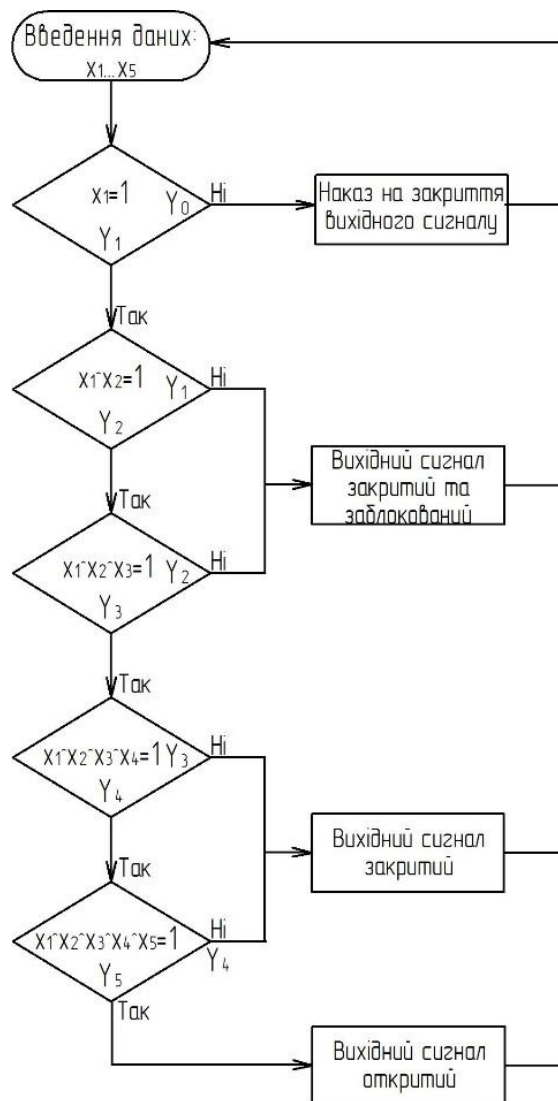 Введення даних:
x1...x5
x1=1
Y0
Ні
Y1
Наказ на закриття
вихідного сигналу
Так
x1^x2=1
Y1
Ні
Y2
Так
Вихідний сигнал
закритий та
заблокований
x1^x2^x3=1
Y2
Ні
Y3
Так
x1^x2^x3^x4=1
Y3
Ні
Y4
Так
Вихідний сигнал
закритий
x1^x2^x3^x4^x5=1
Ні
Y4
Y5
Так
Вихідний сигнал
откритий